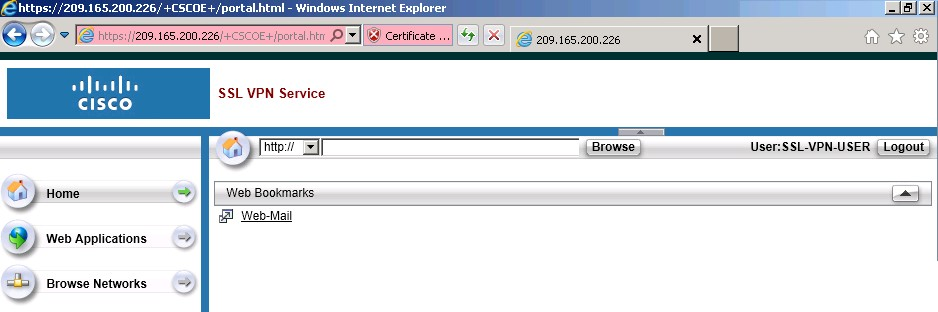 https://209.165.200.226/+CSCOE+/portal.html - Windows Internet Explorer
https://209.165.200.226/+CSCOE+/portal.htm
Certificate ...
209.165.200.226
CISCO
SSL VPN Service
http://
Browse
User:SSL-VPN-USER
Logout
Home
Web Applications
Browse Networks
Web Bookmarks
Web-Mail